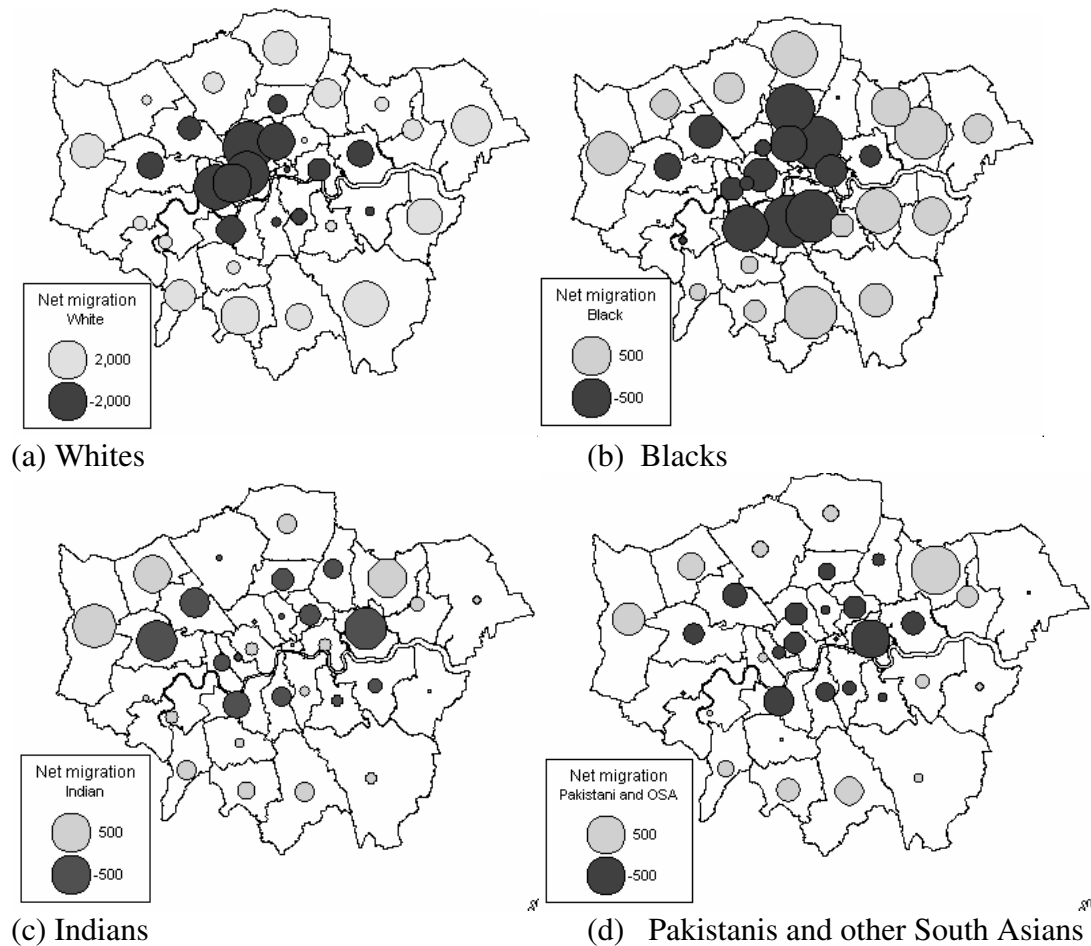 Net migration
White
2,000
-2,000
Net migration
Black
500
-500
(a) Whites
(b) Blacks
Net migration
Indian
500
-500
Net migration
Pakistani and OSA
500
-500
(c) Indians
(d) Pakistanis and other South Asians